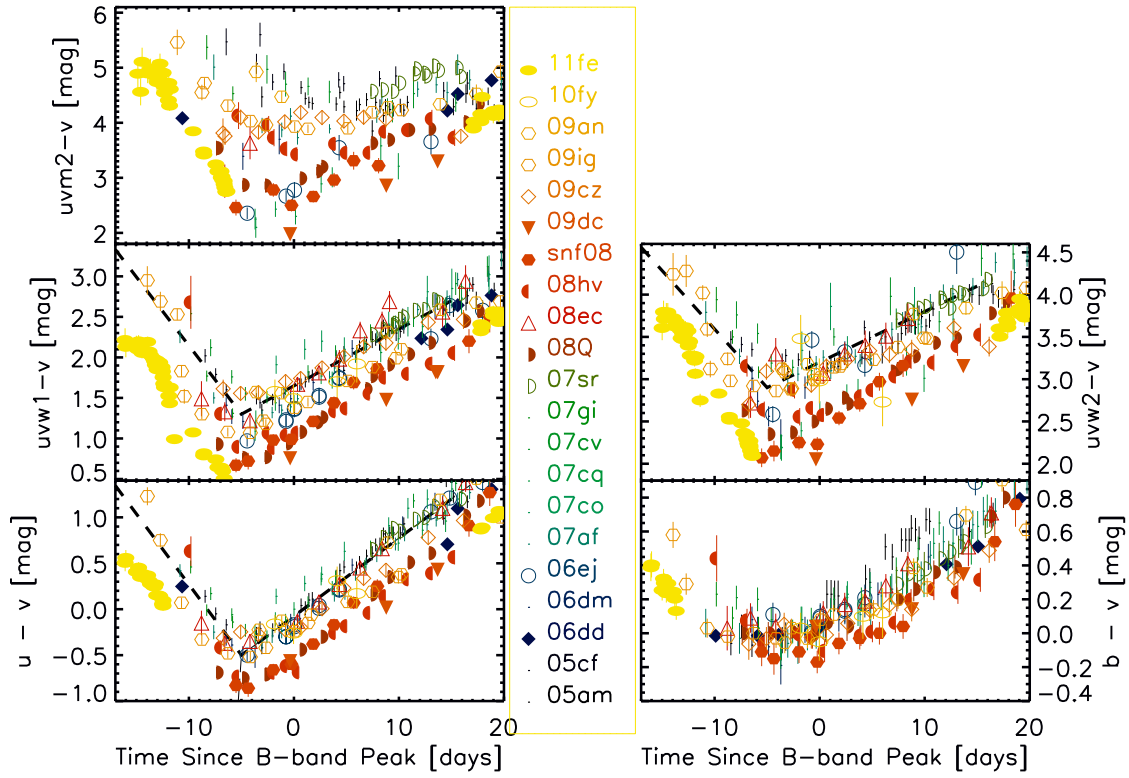 6
5
4
3
2
uvm2-v [mag]
3.0
2.5
2.0
1.5
1.0
0.5
uvw1-v [mag]
1.0
0.5
0.0
-0.5
-1.0
u - v [mag]
-10 0 10 20
Time Since B-band Peak [days]
11fe
10fy
09an
09ig
09cz
09dc
snf08
08hv
08ec
08Q
07sr
07gi
07cv
07cq
07co
07af
06ej
06dm
06dd
05cf
05am
4.5
4.0
3.5
3.0
2.5
2.0
uvw2-v [mag]
0.8
0.6
0.4
0.2
0.0
-0.2
-0.4
b - v [mag]
-10 0 10 20
Time Since B-band Peak [days]